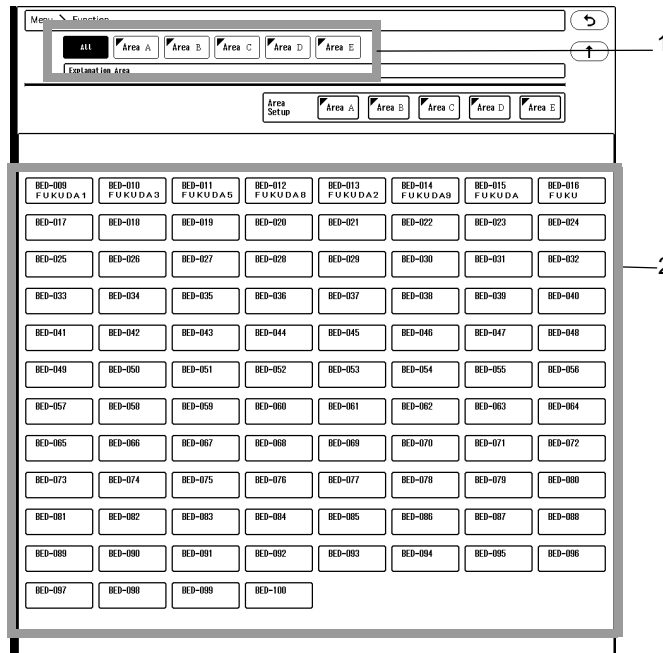 Menu > Function
1
All Area A Area B Area C Area D Area E
Explanation Area
Area Setup Area A Area B Area C Area D Area E
BED-009 BED-010 BED-011 BED-012 BED-013 BED-014 BED-015 BED-016
FUKUDA1 FUKUDA3 FUKUDA5 FUKUDA8 FUKUDA2 FUKUDA9 FUKUDA FUKU
BED-017 BED-018 BED-019 BED-020 BED-021 BED-022 BED-023 BED-024
BED-025 BED-026 BED-027 BED-028 BED-029 BED-030 BED-031 BED-032
2
BED-033 BED-034 BED-035 BED-036 BED-037 BED-038 BED-039 BED-040
BED-041 BED-042 BED-043 BED-044 BED-045 BED-046 BED-047 BED-048
BED-049 BED-050 BED-051 BED-052 BED-053 BED-054 BED-055 BED-056
BED-057 BED-058 BED-059 BED-060 BED-061 BED-062 BED-063 BED-064
BED-065 BED-066 BED-067 BED-068 BED-069 BED-070 BED-071 BED-072
BED-073 BED-074 BED-075 BED-076 BED-077 BED-078 BED-079 BED-080
BED-081 BED-082 BED-083 BED-084 BED-085 BED-086 BED-087 BED-088
BED-089 BED-090 BED-091 BED-092 BED-093 BED-094 BED-095 BED-096
BED-097 BED-098 BED-099 BED-100